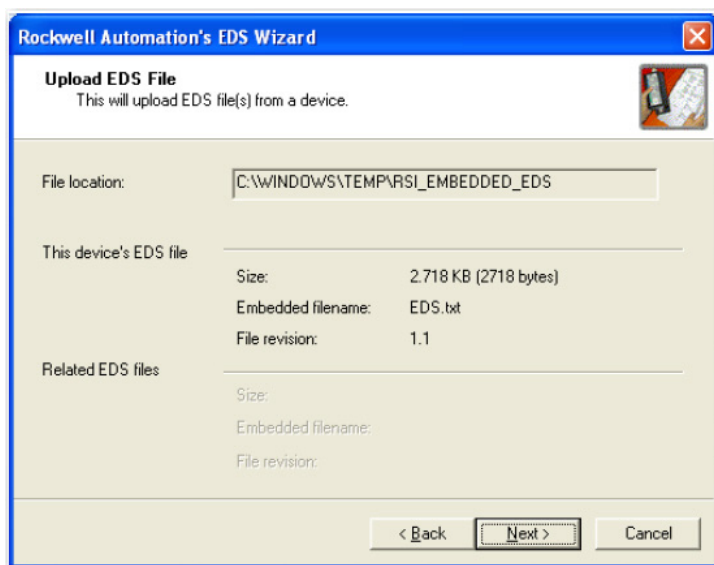 Rockwell Automation's EDS Wizard
Upload EDS File
This will upload EDS file(s) from a device.
File location: C:\WINDOWS\TEMP\RSI_EMBEDDED_EDS
This device's EDS file
Size: 2.718 KB (2718 bytes)
Embedded filename: EDS.txt
File revision: 1.1
Related EDS files
Size:
Embedded filename:
File revision:
< Back Next > Cancel